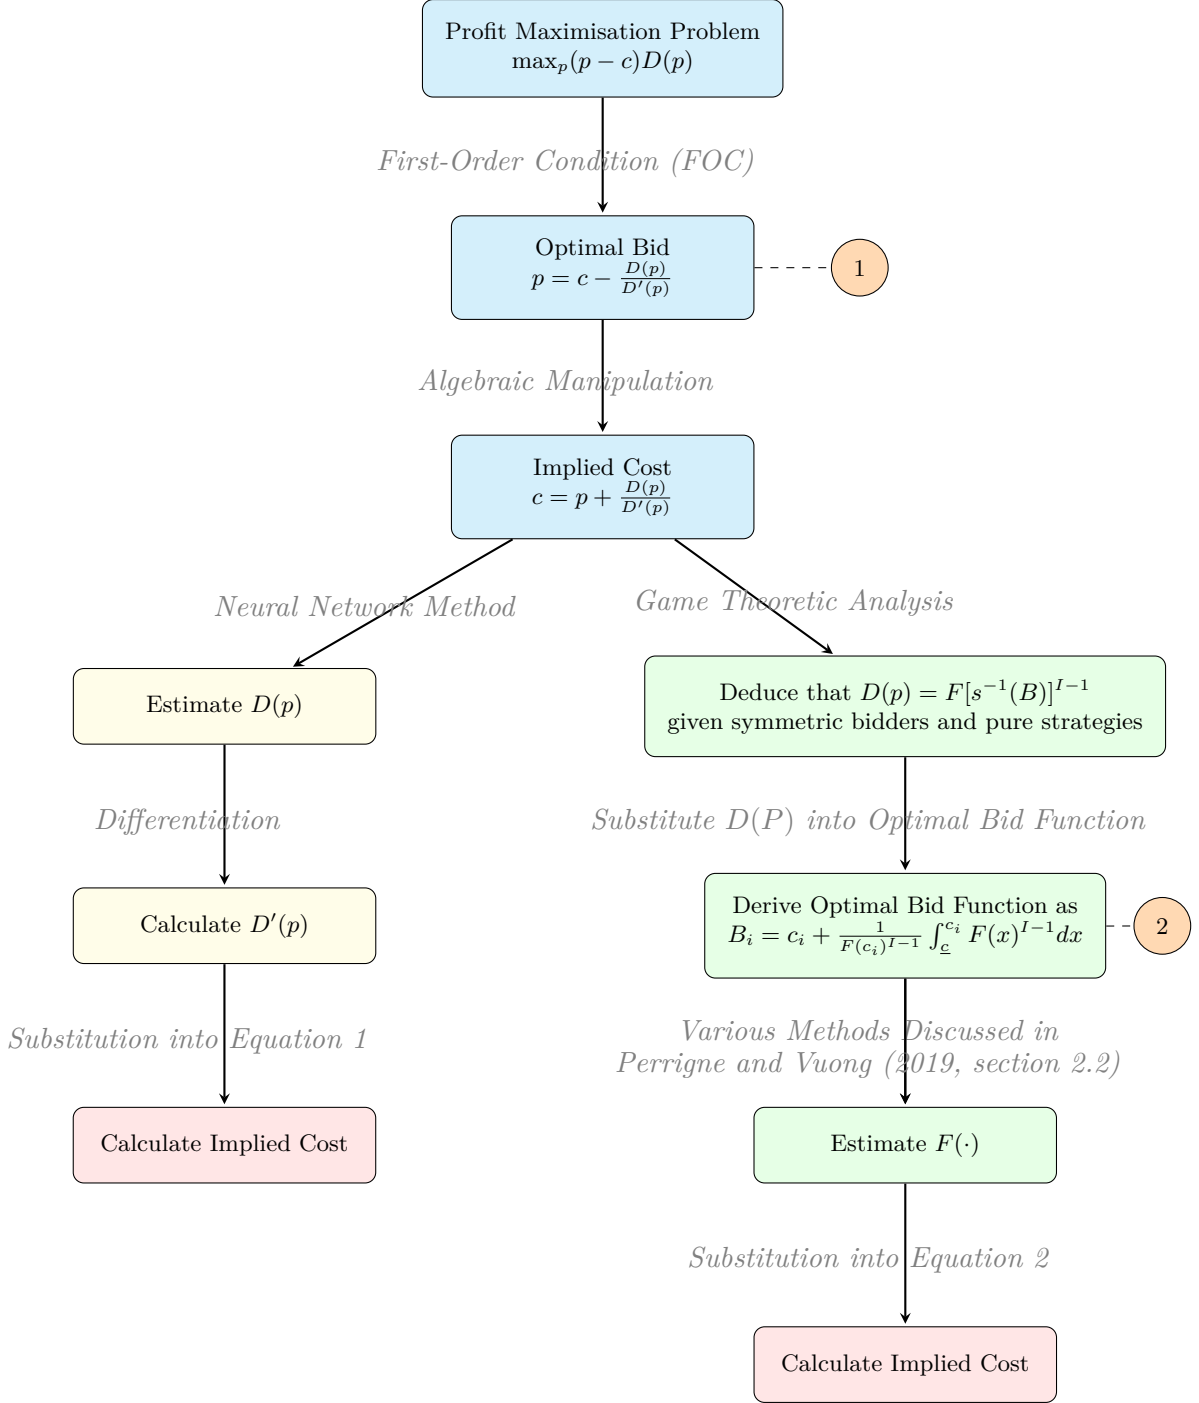 Profit Maximisation Problem
max_p(p − c)D(p)
First-Order Condition (FOC)
Optimal Bid
p = c − D(p)/D′(p)
1
Algebraic Manipulation
Implied Cost
c = p + D(p)/D′(p)
Neural Network Method
Game Theoretic Analysis
Estimate D(p)
Deduce that D(p) = F[s^{−1}(B)]^{I−1}
given symmetric bidders and pure strategies
Differentiation
Substitute D(P) into Optimal Bid Function
Calculate D′(p)
Derive Optimal Bid Function as
B_i = c_i + 1/F(c_i)^{I−1} ∫_{c̲}^{c_i} F(x)^{I−1}dx
2
Substitution into Equation 1
Various Methods Discussed in
Perrigne and Vuong (2019, section 2.2)
Calculate Implied Cost
Estimate F(·)
Substitution into Equation 2
Calculate Implied Cost